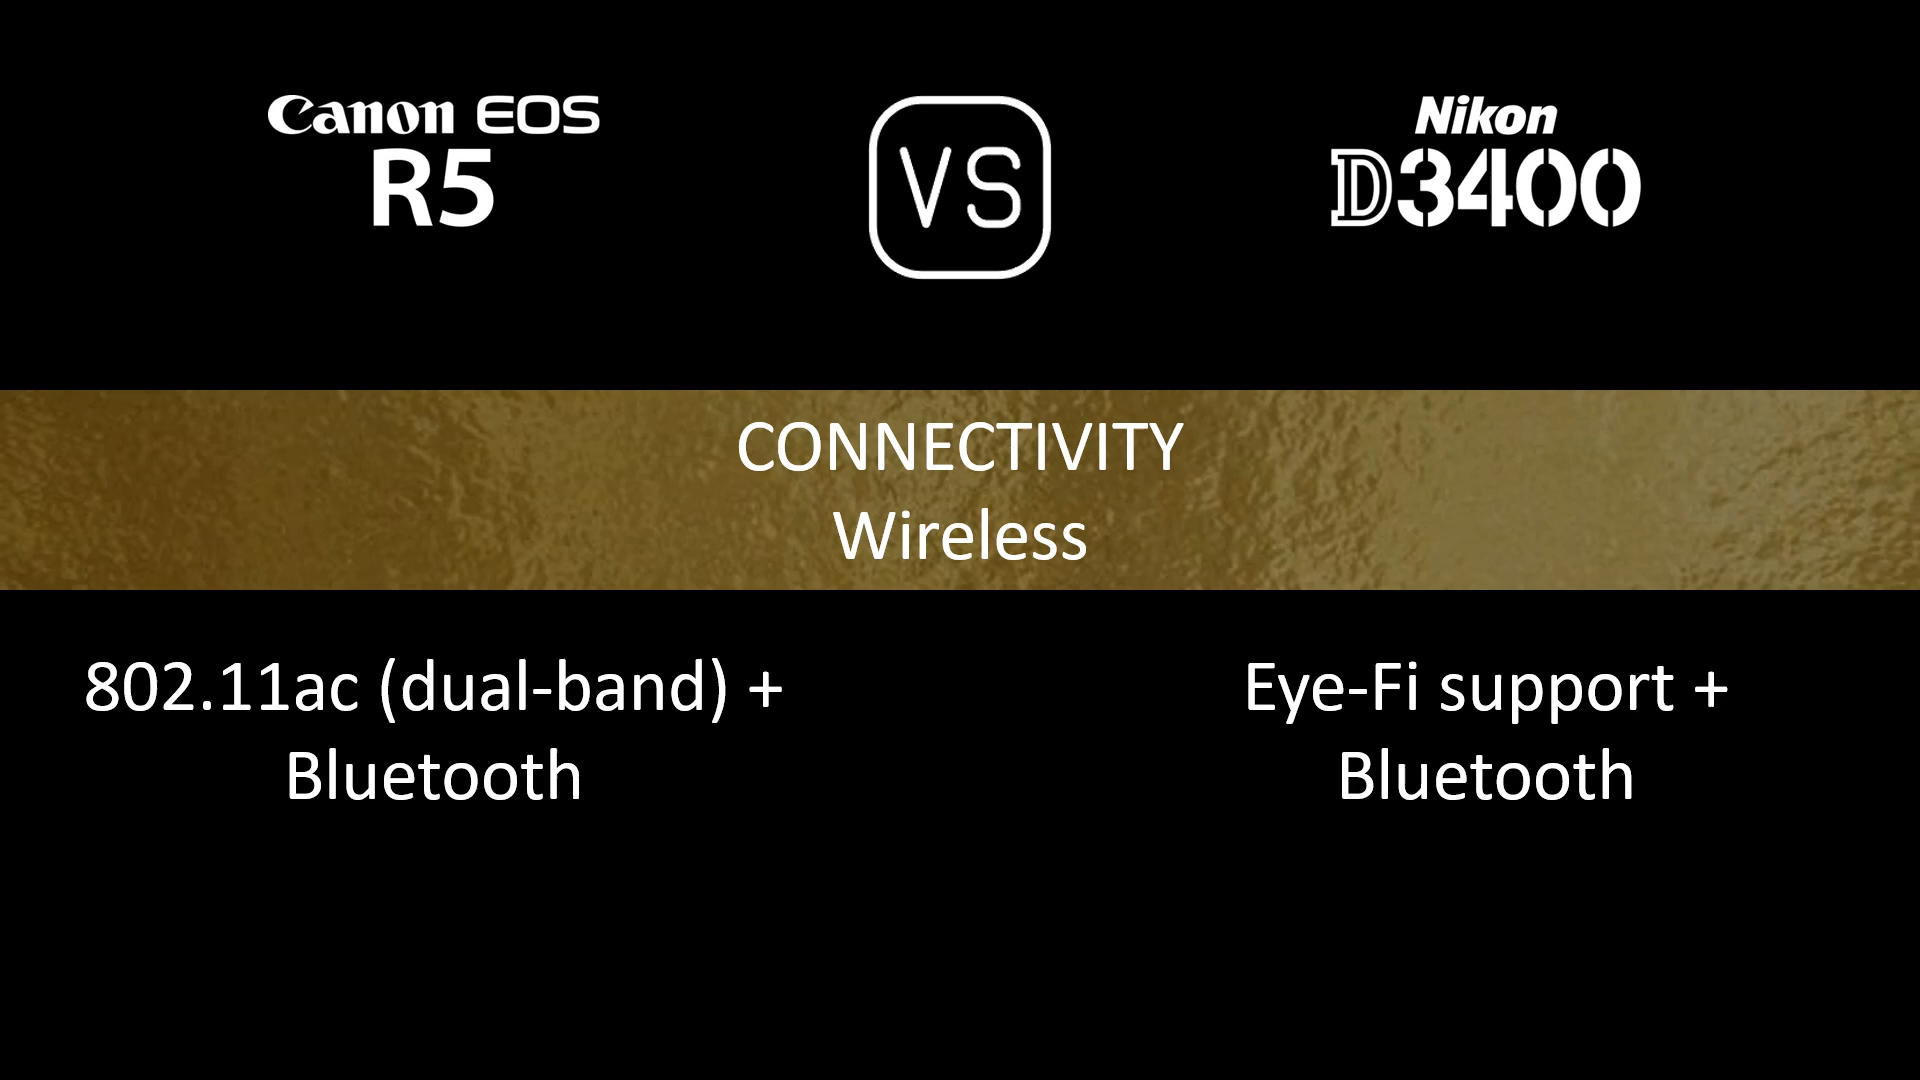 Canon EOS
R5
VS
Nikon
D3400
CONNECTIVITY
Wireless
802.11ac (dual-band) +
Bluetooth
Eye-Fi support +
Bluetooth